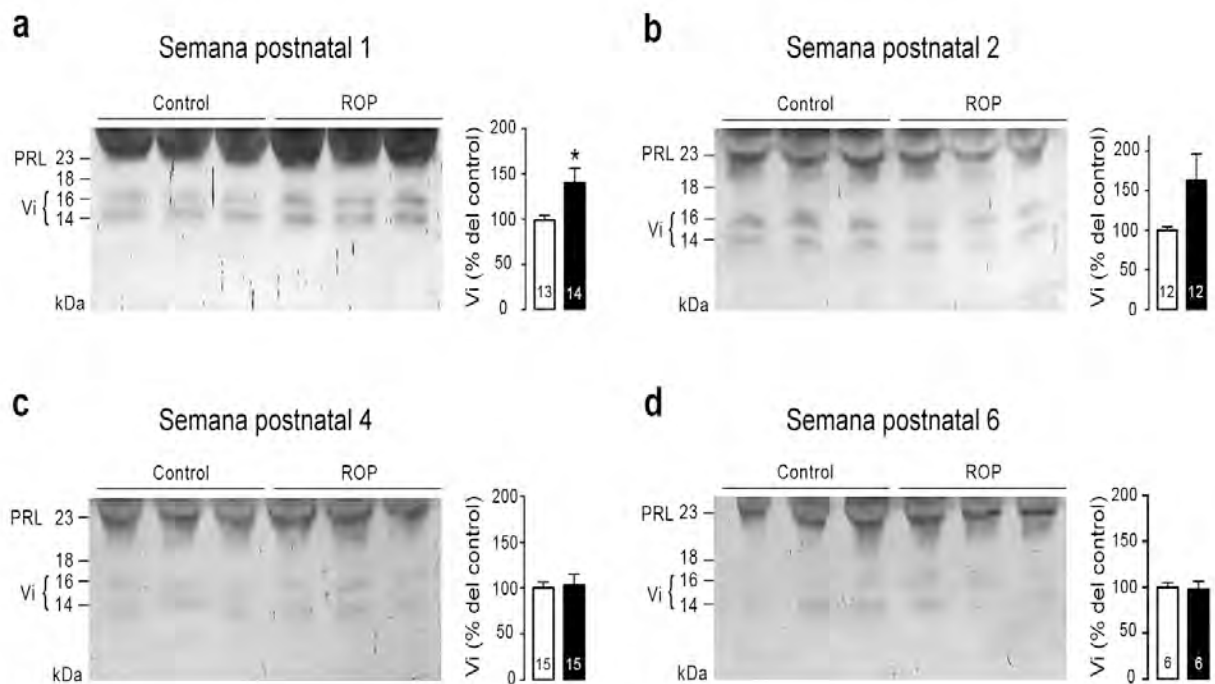 a
Semana postnatal 1
Control ROP
PRL 23
18
Vi { 16
14
kDa
Vi (% del control)
200
150
100
50
0
*
13 14
b
Semana postnatal 2
Control ROP
PRL 23
18
Vi { 16
14
kDa
Vi (% del control)
200
150
100
50
0
12 12
c
Semana postnatal 4
Control ROP
PRL 23
18
Vi { 16
14
kDa
Vi (% del control)
200
150
100
50
0
15 15
d
Semana postnatal 6
Control ROP
PRL 23
18
Vi { 16
14
kDa
Vi (% del control)
200
150
100
50
0
6 6